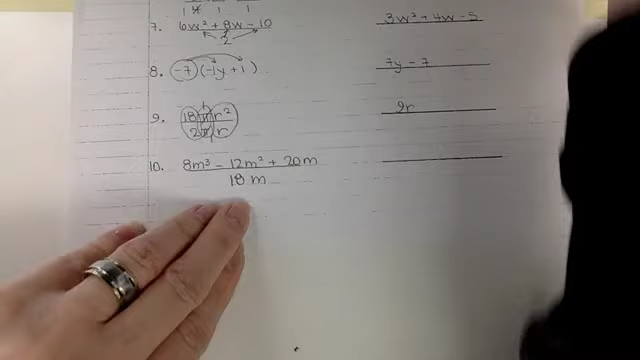 7. 6w² + 8w - 10 3w² + 4w - 5
2
8. -7 (-1y + 1) 7y - 7
9. 18πr² 9r
2πr
10. 8m³ - 12m² + 20m
18 m